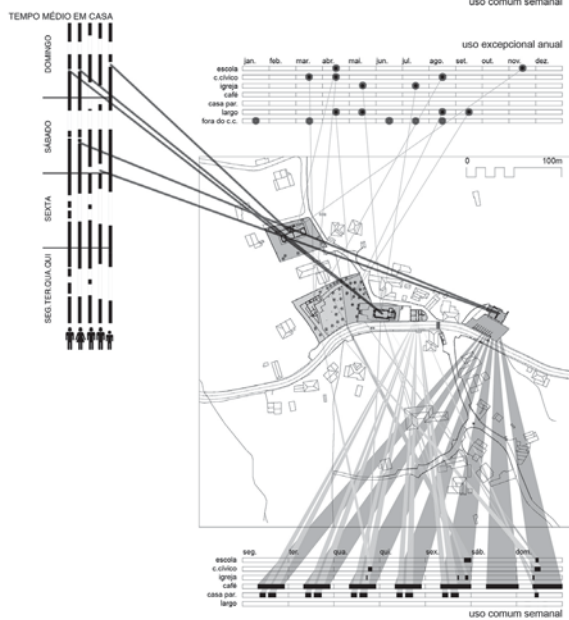 uso comum semanal
TEMPO MÉDIO EM CASA
uso excepcional anual
jan. feb. mar. abr. mai. jun. jul. ago. set. out. nov. dez.
escola
c.cívico
igreja
café
casa par.
largo
fora do c.c.
0 100m
DOMINGO
SÁBADO
SEXTA
SEG.TER.QUA.QUI
seg. ter. qua. qui. sex. sáb. dom.
escola
c.cívico
igreja
café
casa par.
largo
uso comum semanal